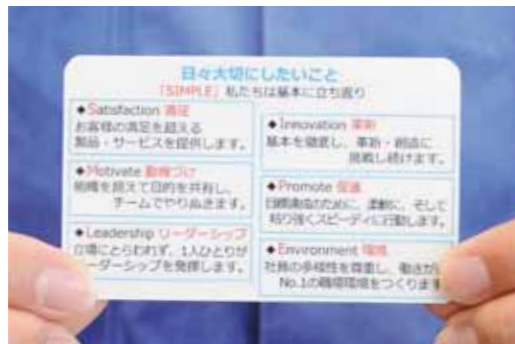 日々大切にしたいこと
「SIMPLE」私たちは基本に立ち返り
◆Satisfaction 満足
お客様の満足を超える
製品・サービスを提供します。
◆Motivate 動機づけ
組織を超えて目的を共有し、
チームでやりぬきます。
◆Leadership リーダーシップ
立場にとらわれず、1人ひとりが
ーダーシップを発揮します。
◆Innovation 革新
基本を徹底し、革新・創造に
挑戦し続けます。
◆Promote 促進
目標達成のために、柔軟に、そして
粘り強くスピーディに行動します。
◆Environment 環境
社員の多様性を尊重し、働きが
No.1の職場環境をつくります